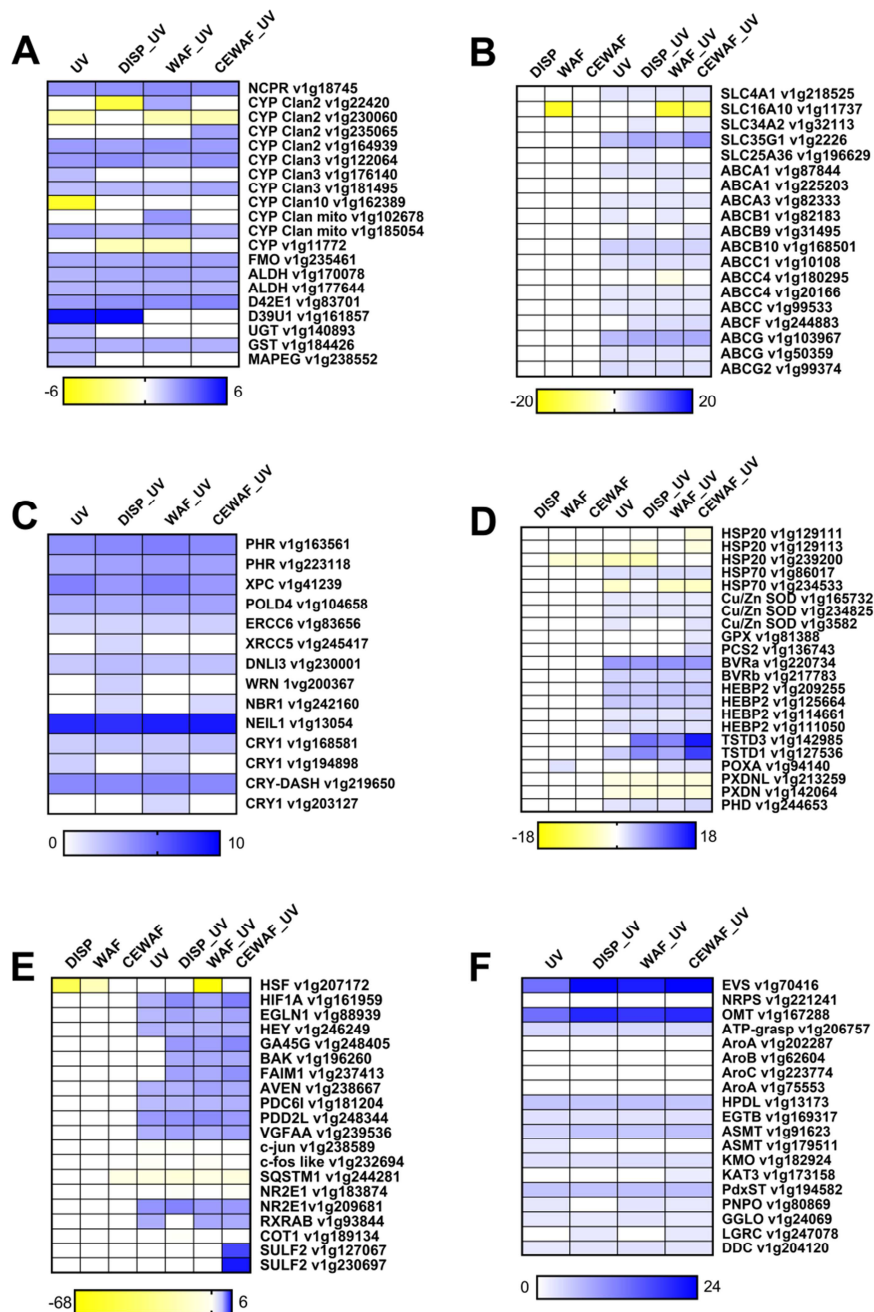 A
UV DISP_UV WAF_UV CEWAF_UV
NCPR v1g18745
CYP Clan2 v1g22420
CYP Clan2 v1g230060
CYP Clan2 v1g235065
CYP Clan2 v1g164939
CYP Clan3 v1g122064
CYP Clan3 v1g176140
CYP Clan3 v1g181495
CYP Clan10 v1g162389
CYP Clan mito v1g102678
CYP Clan mito v1g185054
CYP v1g11772
FMO v1g235461
ALDH v1g170078
ALDH v1g177644
D42E1 v1g83701
D39U1 v1g161857
UGT v1g140893
GST v1g184426
MAPEG v1g238552
-6 6
B
DISP WAF CEWAF UV DISP_UV WAF_UV CEWAF_UV
SLC4A1 v1g218525
SLC16A10 v1g11737
SLC34A2 v1g32113
SLC35G1 v1g2226
SLC25A36 v1g196629
ABCA1 v1g87844
ABCA1 v1g225203
ABCA3 v1g82333
ABCB1 v1g82183
ABCB9 v1g31495
ABCB10 v1g168501
ABCC1 v1g10108
ABCC4 v1g180295
ABCC4 v1g20166
ABCC v1g99533
ABCF v1g244883
ABCG v1g103967
ABCG v1g50359
ABCG2 v1g99374
-20 20
C
UV DISP_UV WAF_UV CEWAF_UV
PHR v1g163561
PHR v1g223118
XPC v1g41239
POLD4 v1g104658
ERCC6 v1g83656
XRCC5 v1g245417
DNLI3 v1g230001
WRN 1vg200367
NBR1 v1g242160
NEIL1 v1g13054
CRY1 v1g168581
CRY1 v1g194898
CRY-DASH v1g219650
CRY1 v1g203127
0 10
D
DISP WAF CEWAF UV DISP_UV WAF_UV CEWAF_UV
HSP20 v1g129111
HSP20 v1g129113
HSP20 v1g239200
HSP70 v1g86017
HSP70 v1g234533
Cu/Zn SOD v1g165732
Cu/Zn SOD v1g234825
Cu/Zn SOD v1g3582
GPX v1g81388
PCS2 v1g136743
BVRa v1g220734
BVRb v1g217783
HEBP2 v1g209255
HEBP2 v1g125664
HEBP2 v1g114661
HEBP2 v1g111050
TSTD3 v1g142985
TSTD1 v1g127536
POXA v1g94140
PXDNL v1g213259
PXDN v1g142064
PHD v1g244653
-18 18
E
DISP WAF CEWAF UV DISP_UV WAF_UV CEWAF_UV
HSF v1g207172
HIF1A v1g161959
EGLN1 v1g88939
HEY v1g246249
GA45G v1g248405
BAK v1g196260
FAIM1 v1g237413
AVEN v1g238667
PDC6I v1g181204
PDD2L v1g248344
VGFAA v1g239536
c-jun v1g238589
c-fos like v1g232694
SQSTM1 v1g244281
NR2E1 v1g183874
NR2E1v1g209681
RXRAB v1g93844
COT1 v1g189134
SULF2 v1g127067
SULF2 v1g230697
-68 6
F
UV DISP_UV WAF_UV CEWAF_UV
EVS v1g70416
NRPS v1g221241
OMT v1g167288
ATP-grasp v1g206757
AroA v1g202287
AroB v1g62604
AroC v1g223774
AroA v1g75553
HPDL v1g13173
EGTB v1g169317
ASMT v1g91623
ASMT v1g179511
KMO v1g182924
KAT3 v1g173158
PdxST v1g194582
PNPO v1g80869
GGLO v1g24069
LGRC v1g247078
DDC v1g204120
0 24